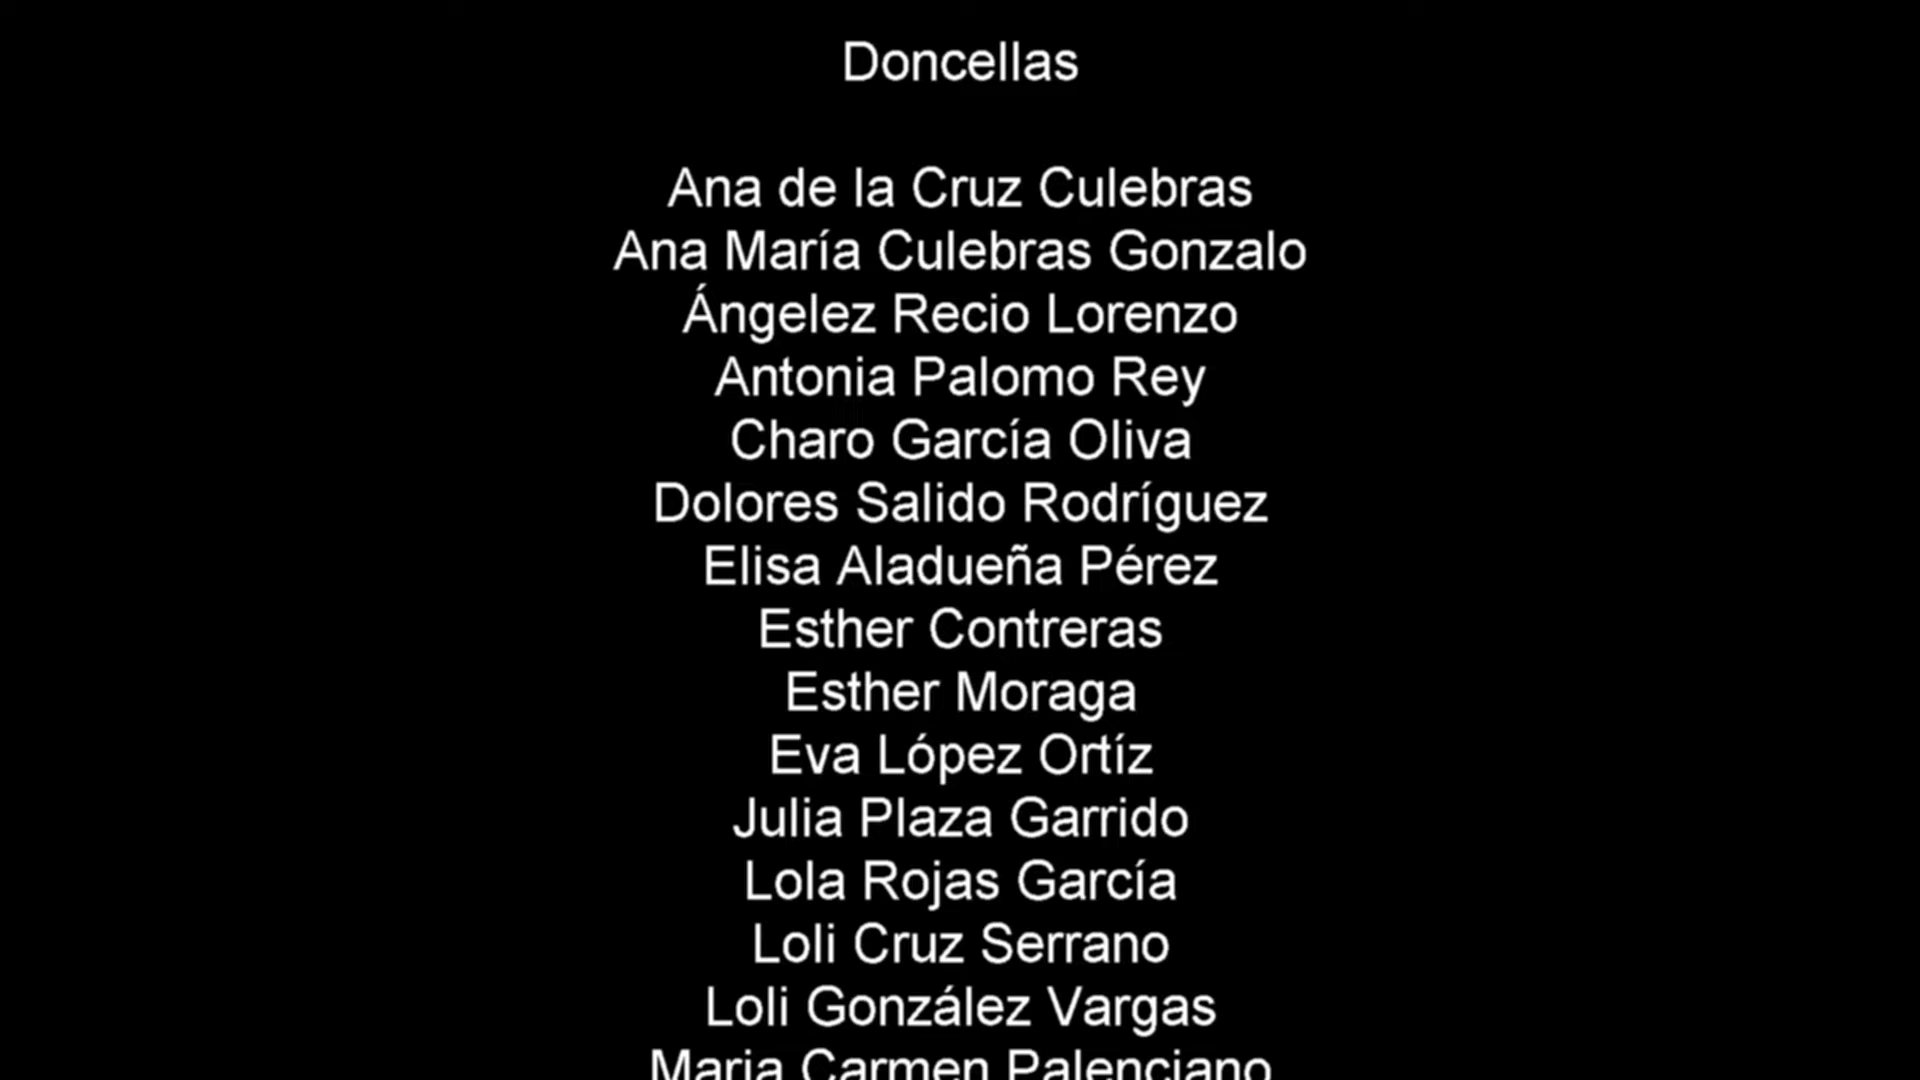 Doncellas
Ana de la Cruz Culebras
Ana María Culebras Gonzalo
Ángelez Recio Lorenzo
Antonia Palomo Rey
Charo García Oliva
Dolores Salido Rodríguez
Elisa Aladueña Pérez
Esther Contreras
Esther Moraga
Eva López Ortíz
Julia Plaza Garrido
Lola Rojas García
Loli Cruz Serrano
Loli González Vargas
Maria Carmen Palenciano